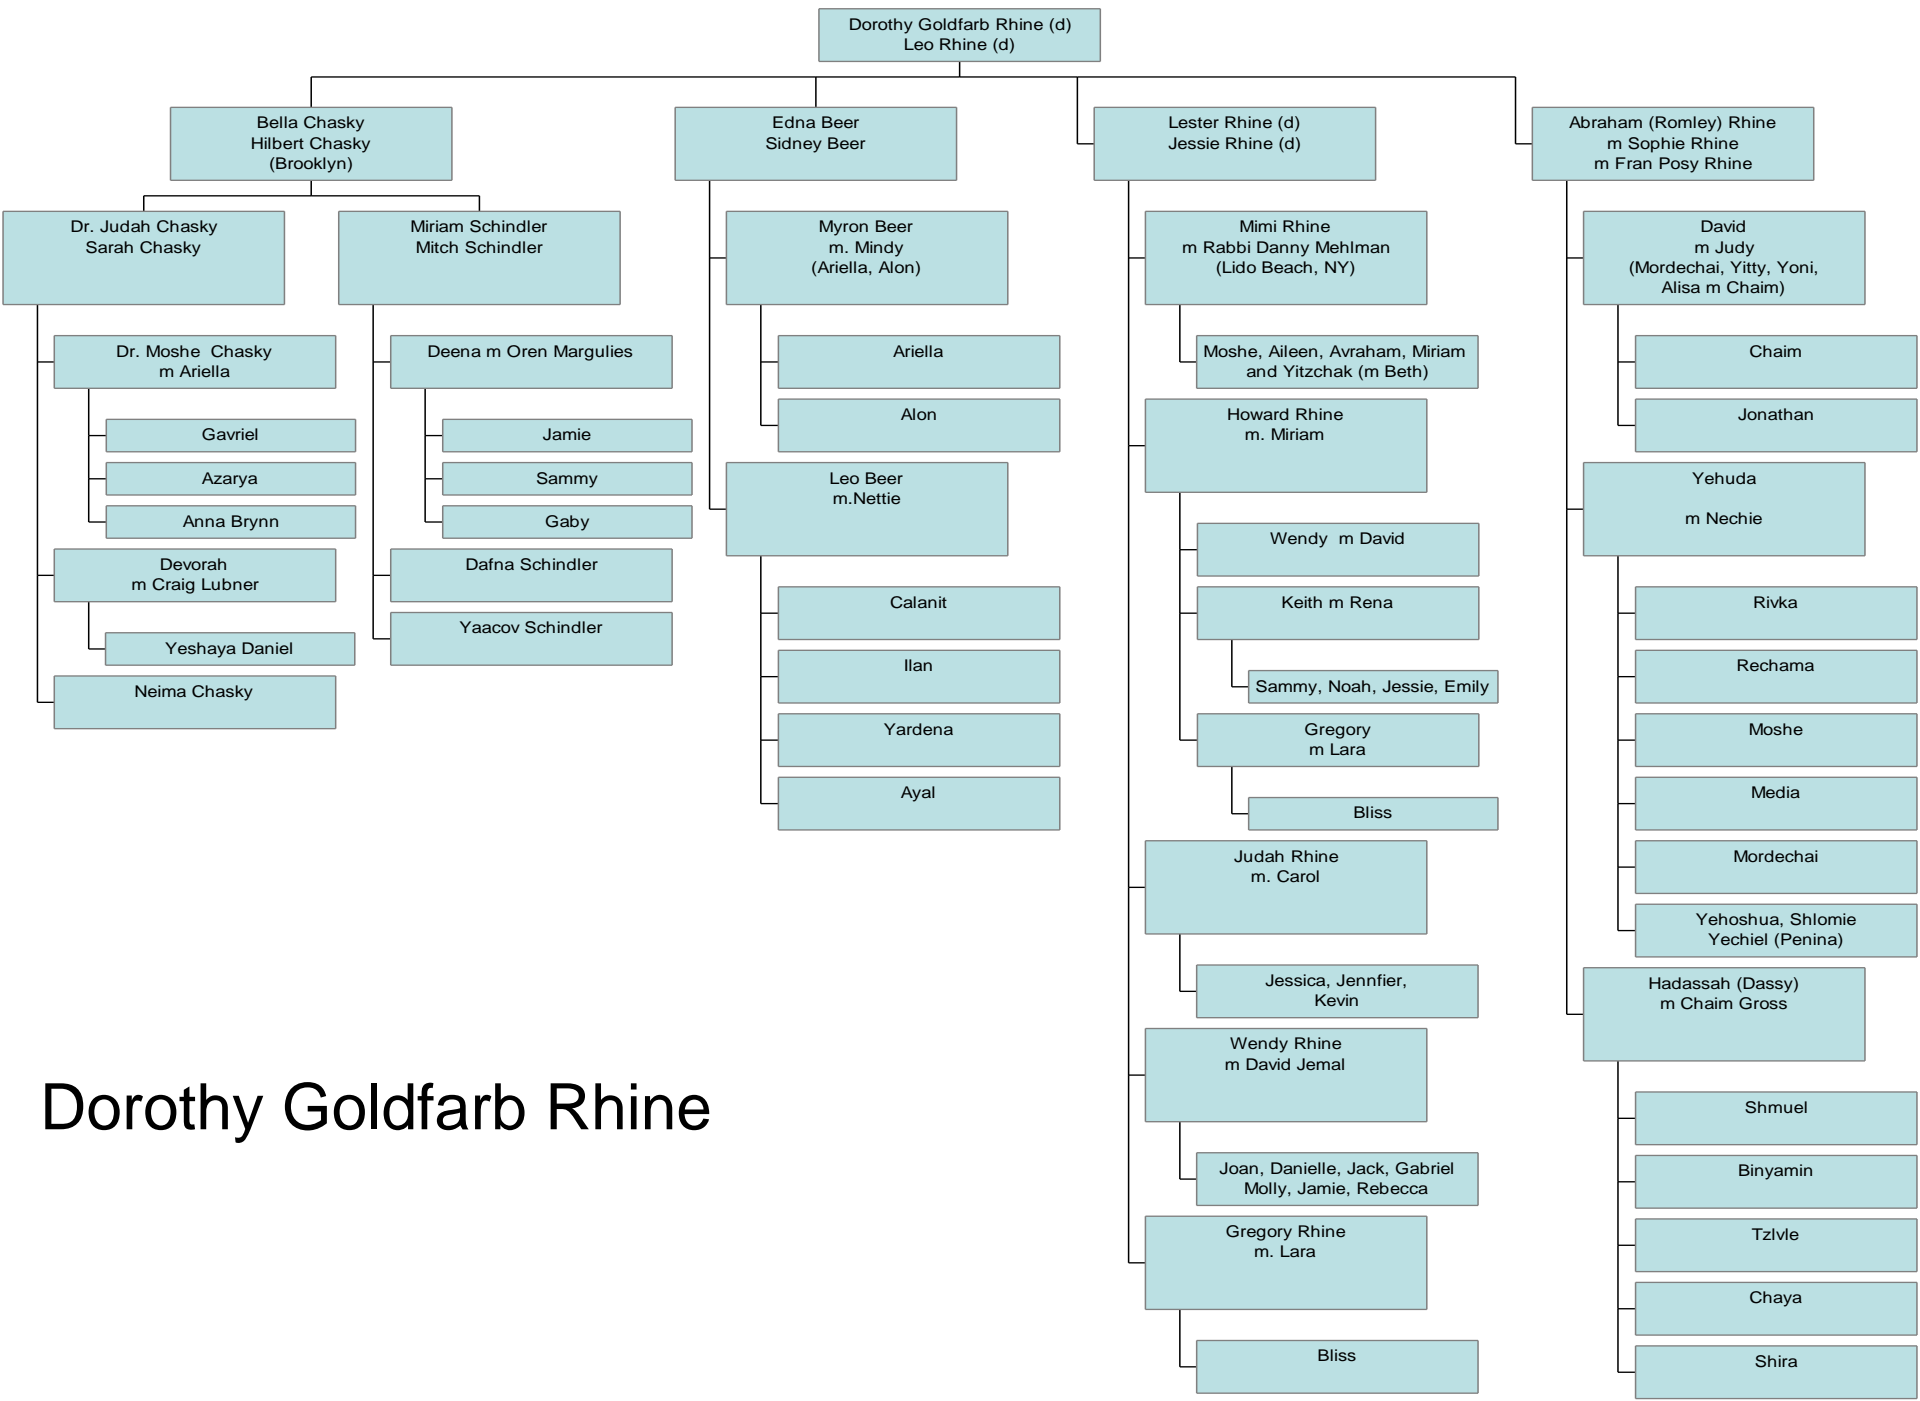 Dorothy Goldfarb Rhine (d)
Leo Rhine (d)
Bella Chasky
Hilbert Chasky
(Brooklyn)
Dr. Judah Chasky
Sarah Chasky
Dr. Moshe  Chasky
m Ariella
Gavriel
Azarya
Anna Brynn
Devorah
m Craig Lubner
Yeshaya Daniel
Neima Chasky
Miriam Schindler
Mitch Schindler
Deena m Oren Margulies
Jamie
Sammy
Gaby
Dafna Schindler
Yaacov Schindler
Edna Beer
Sidney Beer
Myron Beer
m. Mindy
(Ariella, Alon)
Ariella
Alon
Leo Beer
m.Nettie
Calanit
Ilan
Yardena
Ayal
Lester Rhine (d)
Jessie Rhine (d)
Mimi Rhine
m Rabbi Danny Mehlman
(Lido Beach, NY)
Moshe, Aileen, Avraham, Miriam
and Yitzchak (m Beth)
Howard Rhine
m. Miriam
Wendy  m David
Keith m Rena
Sammy, Noah, Jessie, Emily
Gregory
m Lara
Bliss
Judah Rhine
m. Carol
Jessica, Jennfier,
Kevin
Wendy Rhine
m David Jemal
Joan, Danielle, Jack, Gabriel
Molly, Jamie, Rebecca
Gregory Rhine
m. Lara
Bliss
Abraham (Romley) Rhine
m Sophie Rhine
m Fran Posy Rhine
David
m Judy
(Mordechai, Yitty, Yoni,
Alisa m Chaim)
Chaim
Jonathan
Yehuda
m Nechie
Rivka
Rechama
Moshe
Media
Mordechai
Yehoshua, Shlomie
Yechiel (Penina)
Hadassah (Dassy)
m Chaim Gross
Shmuel
Binyamin
Tzlvle
Chaya
Shira
Dorothy Goldfarb Rhine